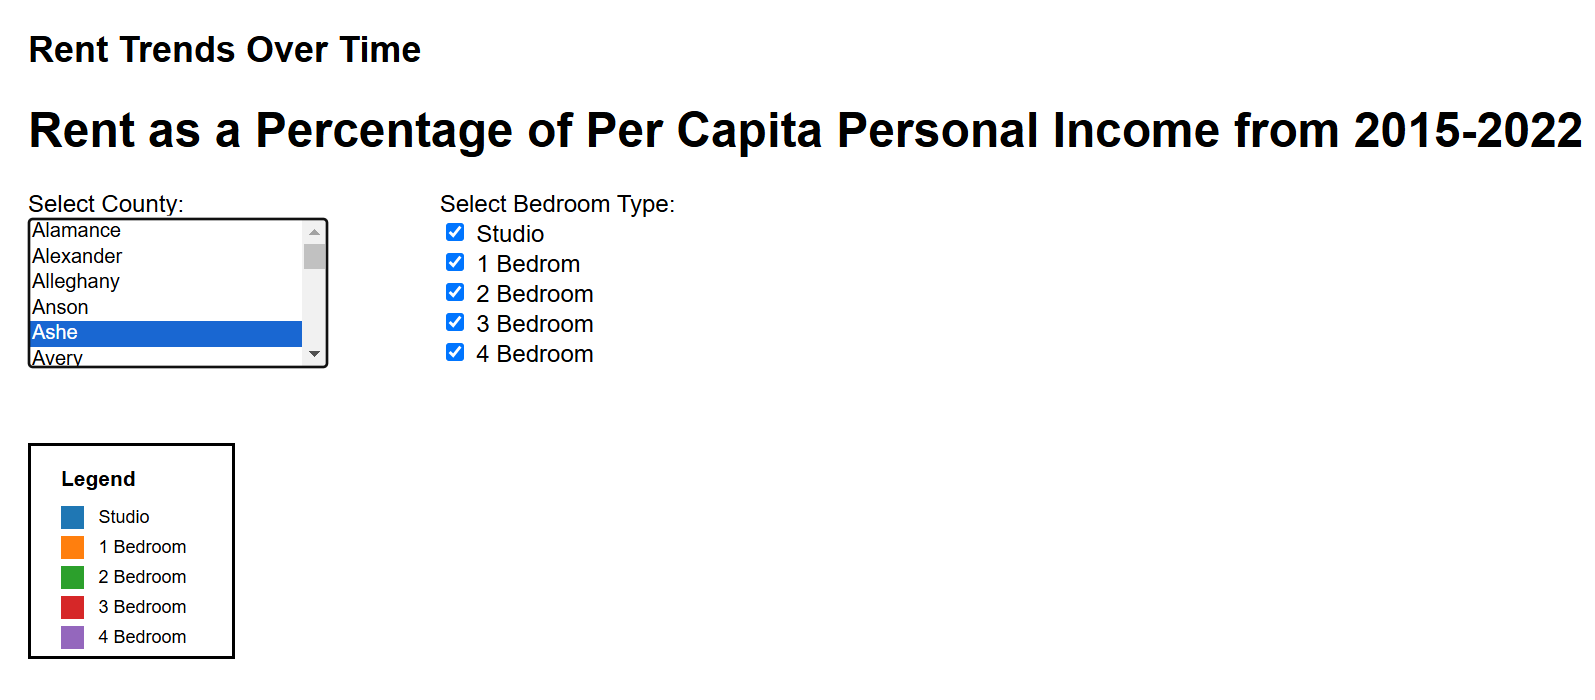 Rent Trends Over Time
Rent as a Percentage of Per Capita Personal Income from 2015-2022
Select County:
Alamance
Alexander
Alleghany
Anson
Ashe
Avery
Select Bedroom Type:
Studio
1 Bedrom
2 Bedroom
3 Bedroom
4 Bedroom
Legend
Studio
1 Bedroom
2 Bedroom
3 Bedroom
4 Bedroom